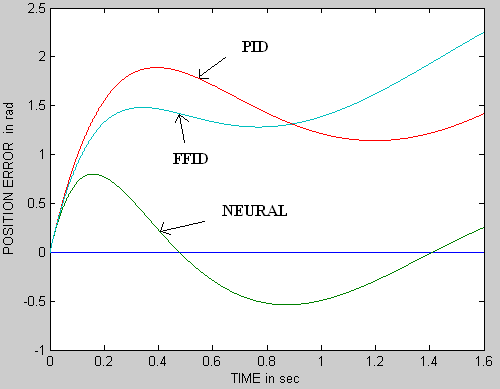 2.5
2
1.5
1
0.5
0
-0.5
-1
POSITION ERROR in rad
PID
FFID
NEURAL
0 0.2 0.4 0.6 0.8 1 1.2 1.4 1.6
TIME in sec